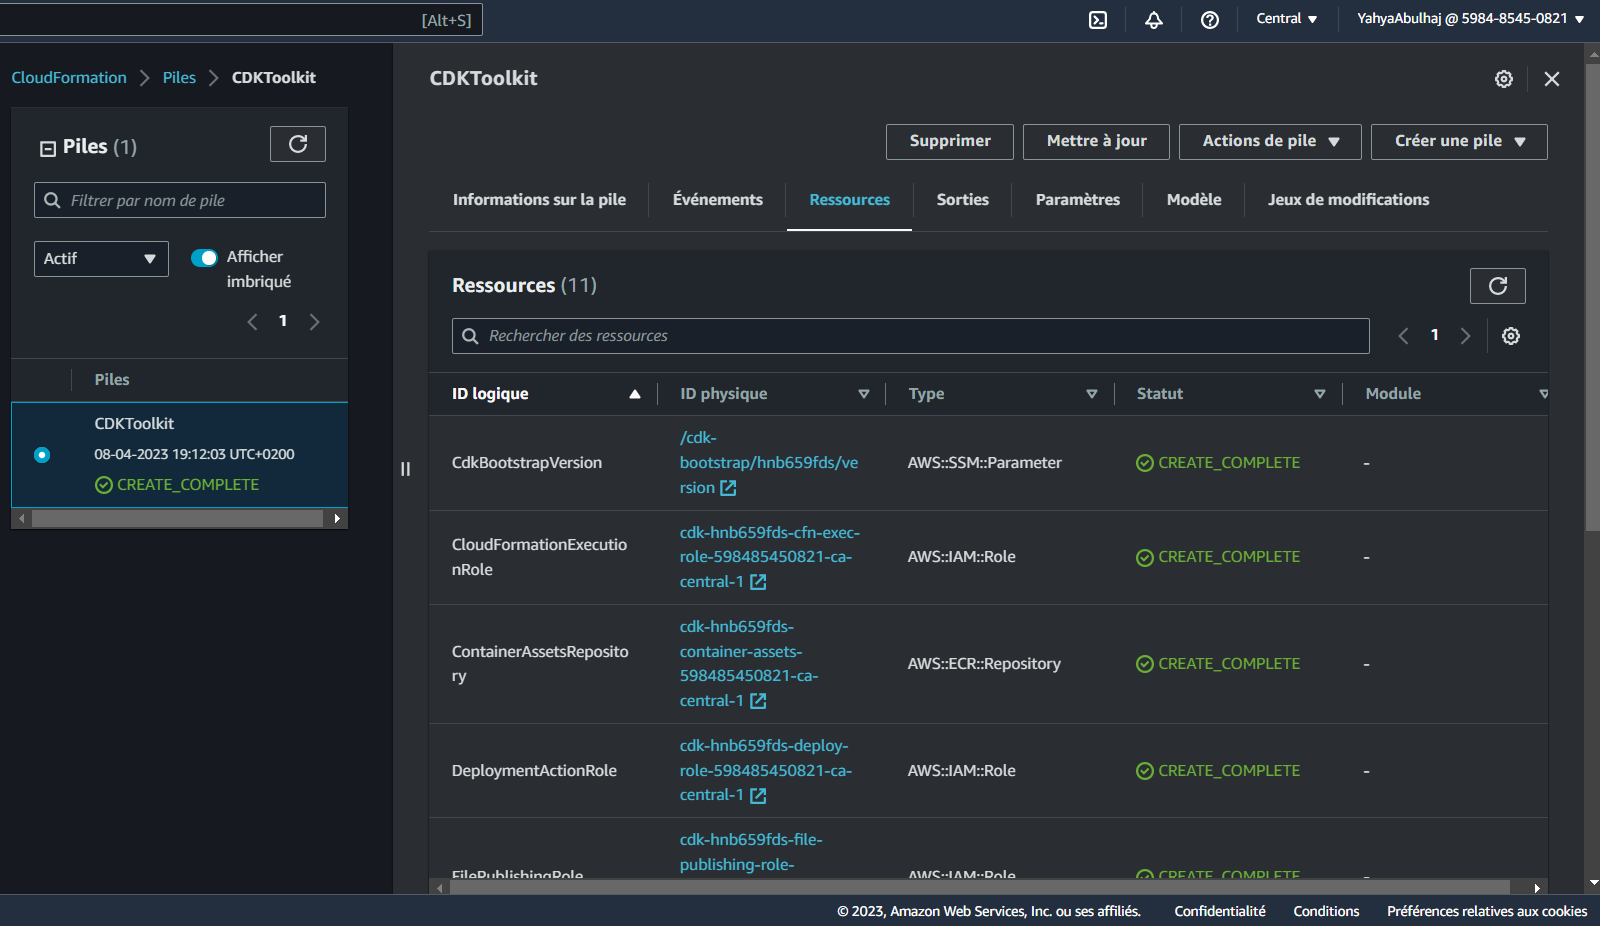 [Alt+S]
Central
YahyaAbulhaj @ 5984-8545-0821
CloudFormation
Piles
CDKToolkit
Piles (1)
Filtrer par nom de pile
Actif
Afficher
imbriqué
1
Piles
CDKToolkit
08-04-2023 19:12:03 UTC+0200
CREATE_COMPLETE
CDKToolkit
Supprimer
Mettre à jour
Actions de pile
Créer une pile
Informations sur la pile
Événements
Ressources
Sorties
Paramètres
Modèle
Jeux de modifications
Ressources (11)
Rechercher des ressources
1
ID logique
ID physique
Type
Statut
Module
CdkBootstrapVersion
/cdk-
bootstrap/hnb659fds/ve
rsion
AWS::SSM::Parameter
CREATE_COMPLETE
-
CloudFormationExecutio
nRole
cdk-hnb659fds-cfn-exec-
role-598485450821-ca-
central-1
AWS::IAM::Role
CREATE_COMPLETE
-
ContainerAssetsReposito
ry
cdk-hnb659fds-
container-assets-
598485450821-ca-
central-1
AWS::ECR::Repository
CREATE_COMPLETE
-
DeploymentActionRole
cdk-hnb659fds-deploy-
role-598485450821-ca-
central-1
AWS::IAM::Role
CREATE_COMPLETE
-
FilePublishingRole
cdk-hnb659fds-file-
publishing-role-
AWS::IAM::Role
CREATE_COMPLETE
-
© 2023, Amazon Web Services, Inc. ou ses affiliés.
Confidentialité
Conditions
Préférences relatives aux cookies